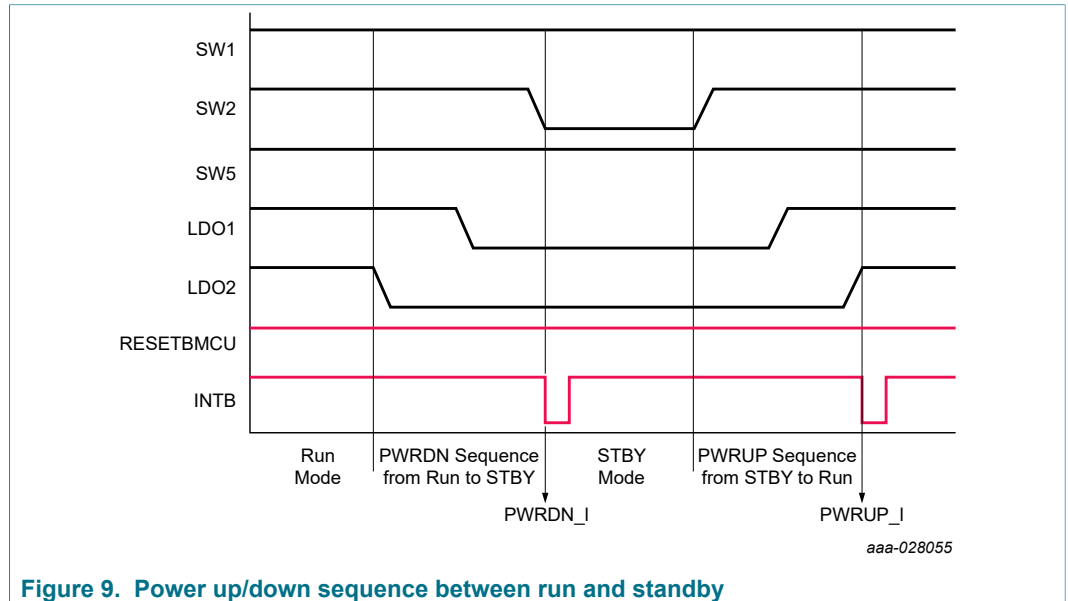 SW1
SW2
SW5
LDO1
LDO2
RESETBMCU
INTB
Run
Mode
PWRDN Sequence
from Run to STBY
STBY
Mode
PWRUP Sequence
from STBY to Run
PWRDN_I
PWRUP_I
aaa-028055
Figure 9. Power up/down sequence between run and standby